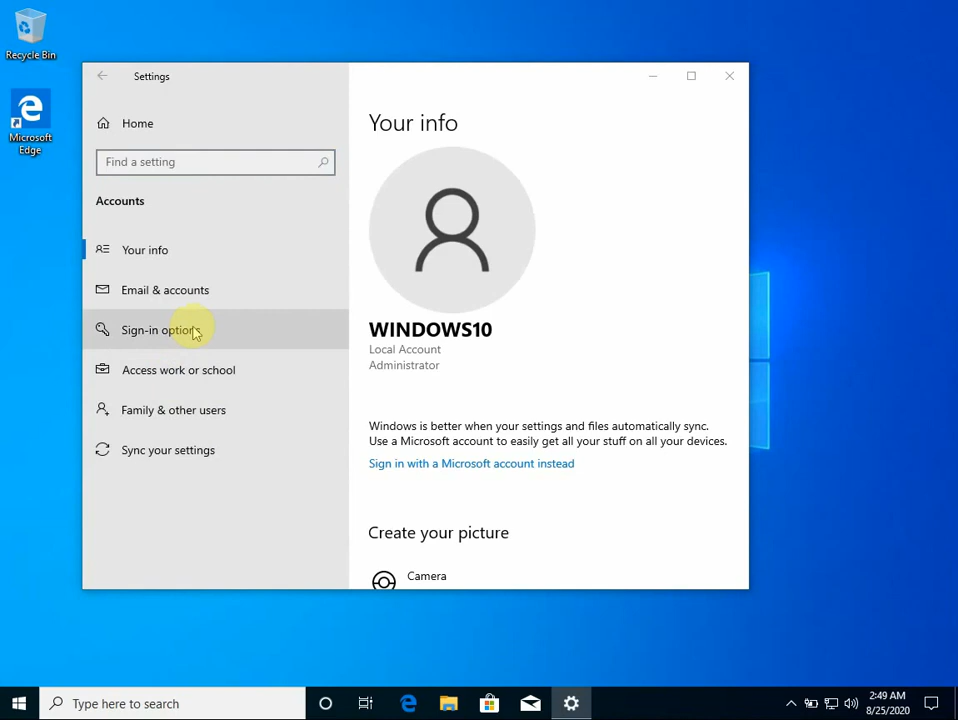 Recycle Bin
Microsoft
Edge
Settings
Home
Find a setting
Accounts
Your info
Email & accounts
Sign-in options
Access work or school
Family & other users
Sync your settings
Your info
WINDOWS10
Local Account
Administrator
Windows is better when your settings and files automatically sync.
Use a Microsoft account to easily get all your stuff on all your devices.
Sign in with a Microsoft account instead
Create your picture
Camera
Type here to search
2:49 AM
8/25/2020